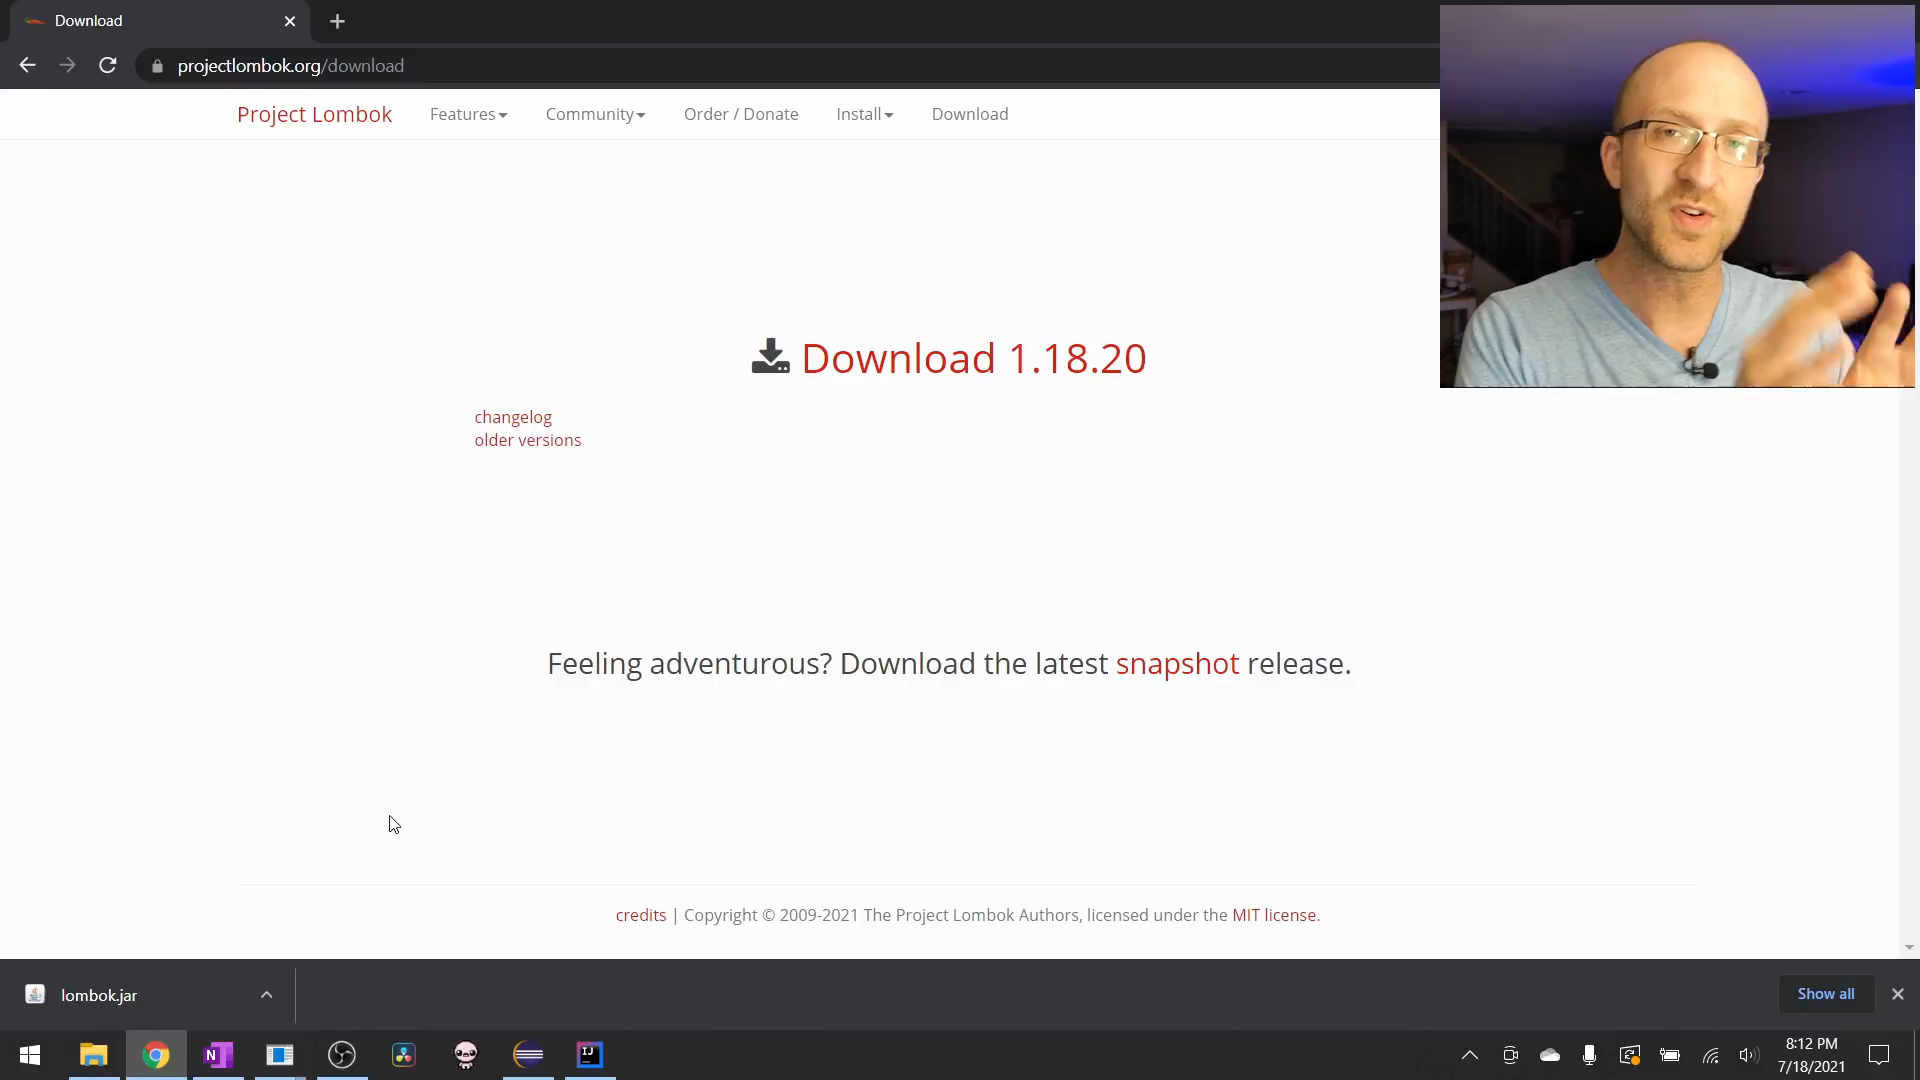 Download
projectlombok.org/download
Project Lombok
Features
Community
Order / Donate
Install
Download
Download 1.18.20
changelog
older versions
Feeling adventurous? Download the latest snapshot release.
credits | Copyright © 2009-2021 The Project Lombok Authors, licensed under the MIT license.
lombok.jar
Show all
N
IJ
8:12 PM
7/18/2021